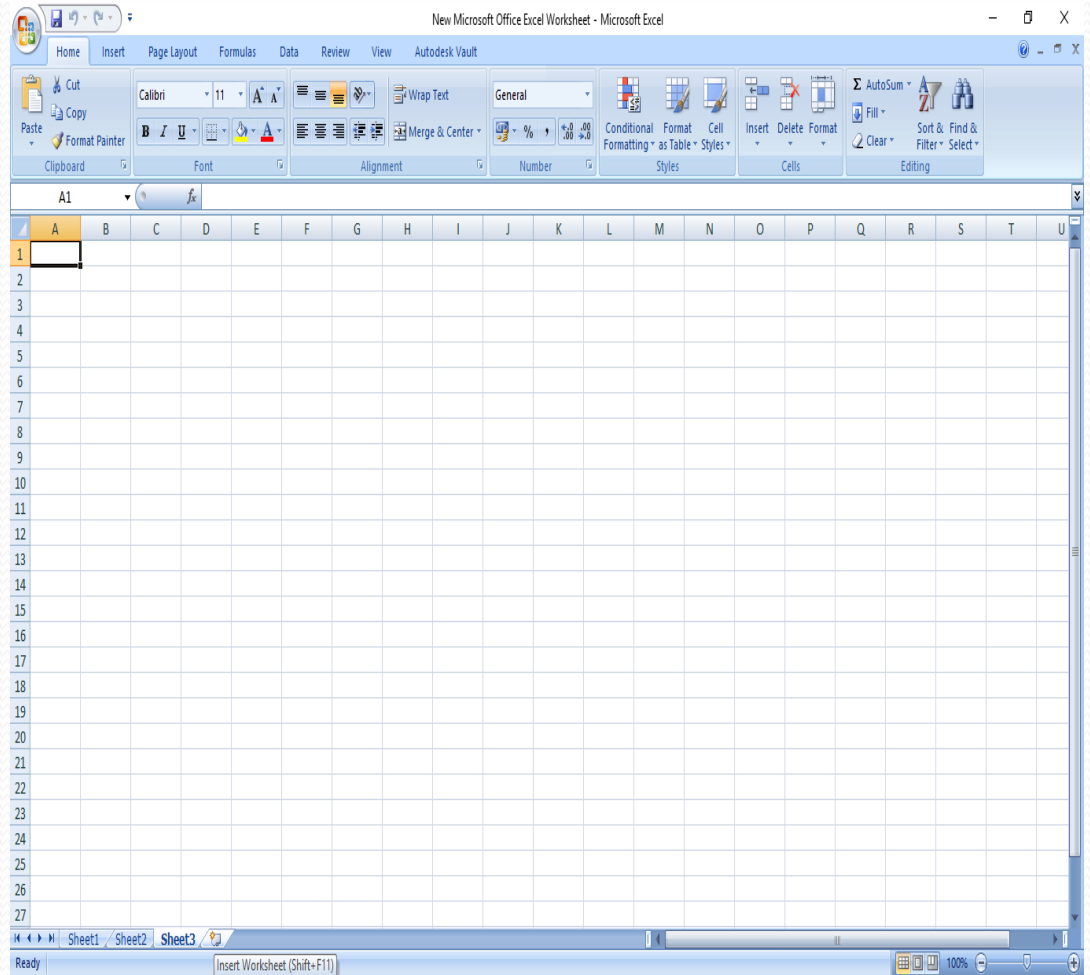 New Microsoft Office Excel Worksheet - Microsoft Excel
Home Insert Page Layout Formulas Data Review View Autodesk Vault
Paste
Cut
Copy
Format Painter
Clipboard
Calibri 11 A A
B I U A
Font
Wrap Text
Merge & Center
Alignment
General
% , .0 .00 .00 .0
Number
Conditional Formatting
Format as Table
Cell Styles
Styles
Insert Delete Format
Cells
Σ AutoSum
Fill
Clear
Sort & Filter
Find & Select
Editing
A1 fx
A B C D E F G H I J K L M N O P Q R S T U
1
2
3
4
5
6
7
8
9
10
11
12
13
14
15
16
17
18
19
20
21
22
23
24
25
26
27
Sheet1 Sheet2 Sheet3
Ready Insert Worksheet (Shift+F11) 100%